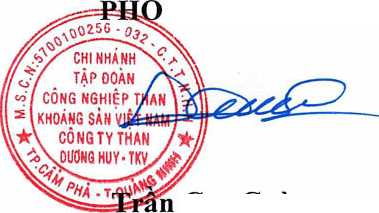 PHO
M.S.C.N:5700100256 - 032 - C.T.T.N.H.H
CHI NHÁNH
TẬP ĐOÀN
CÔNG NGHIỆP THAN
KHOÁNG SẢN VIỆT NAM
CÔNG TY THAN
DƯƠNG HUY - TKV
TP.CẨM PHẢ - T.QUẢNG
Trần